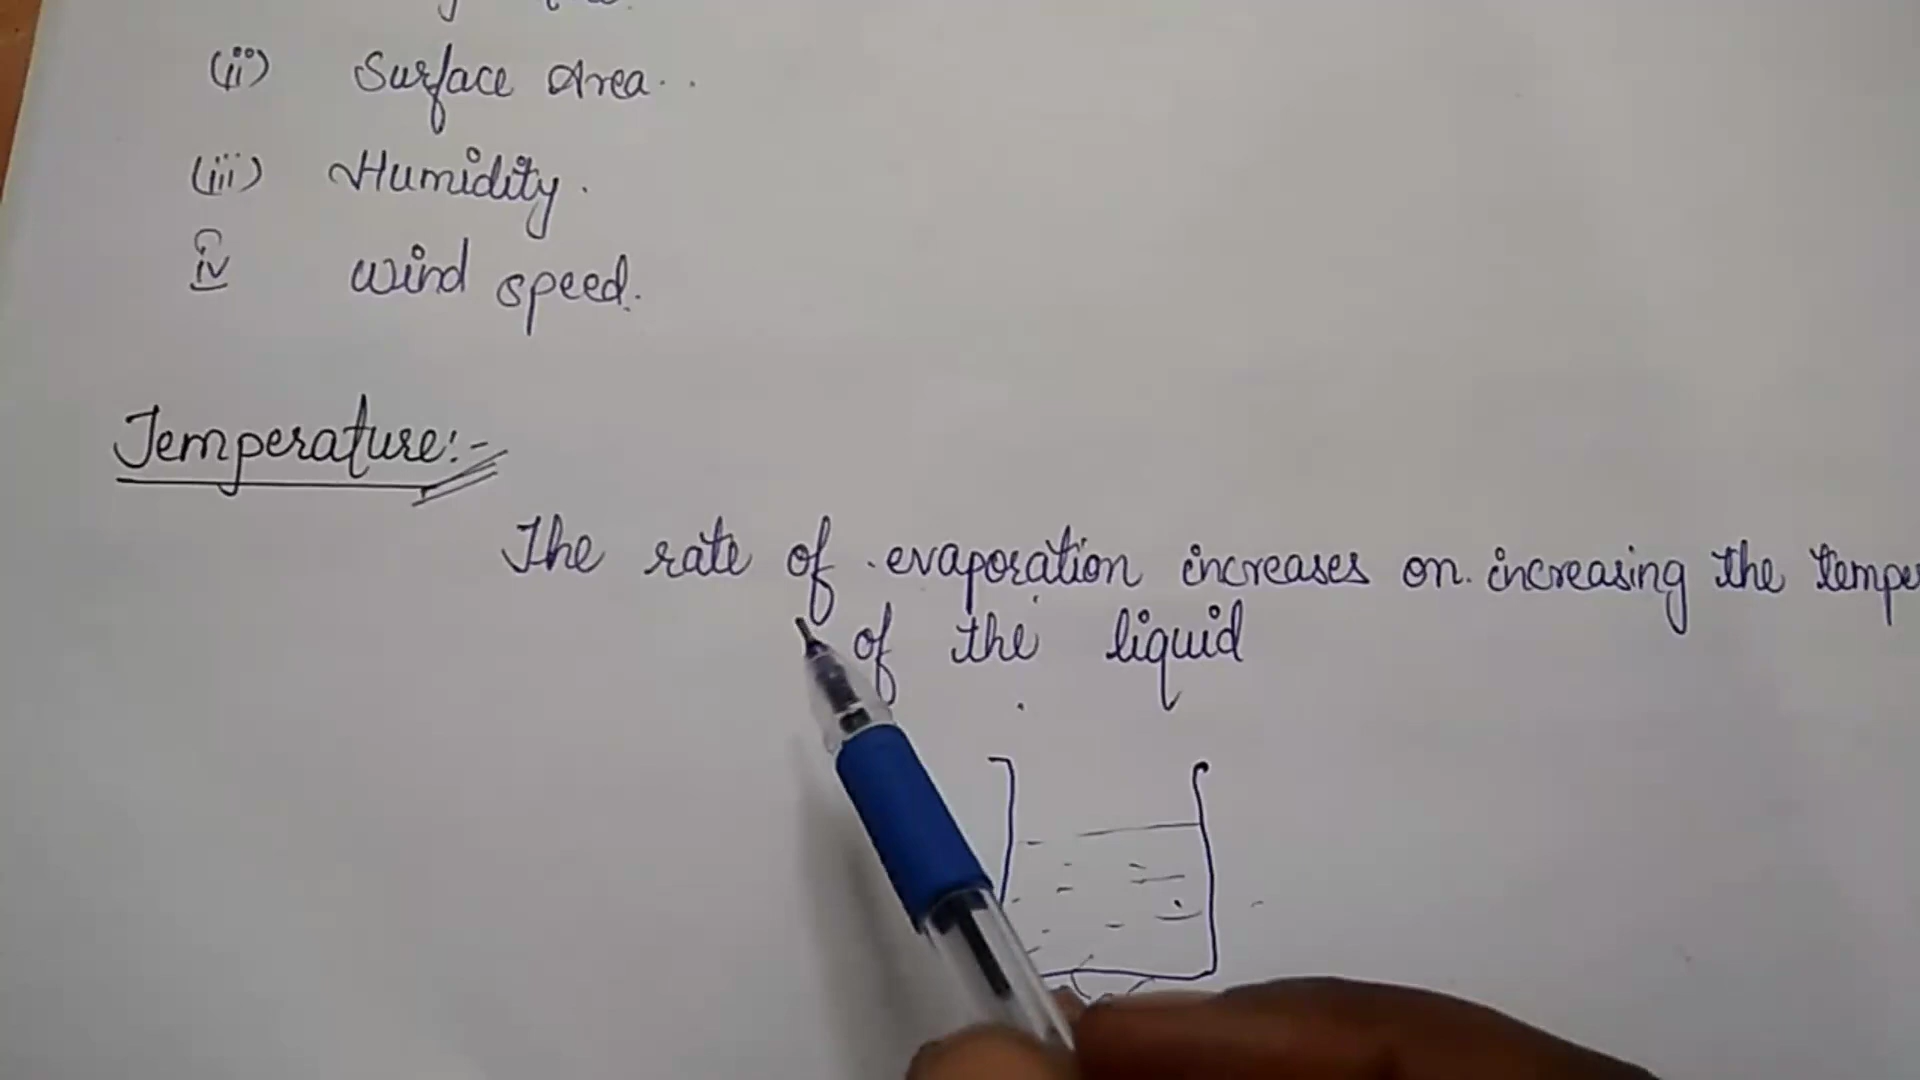 (ii) Surface Area..
(iii) Humidity.
iv wind speed.
Temperature:-
The rate of evaporation increases on increasing the tempe
of the liquid